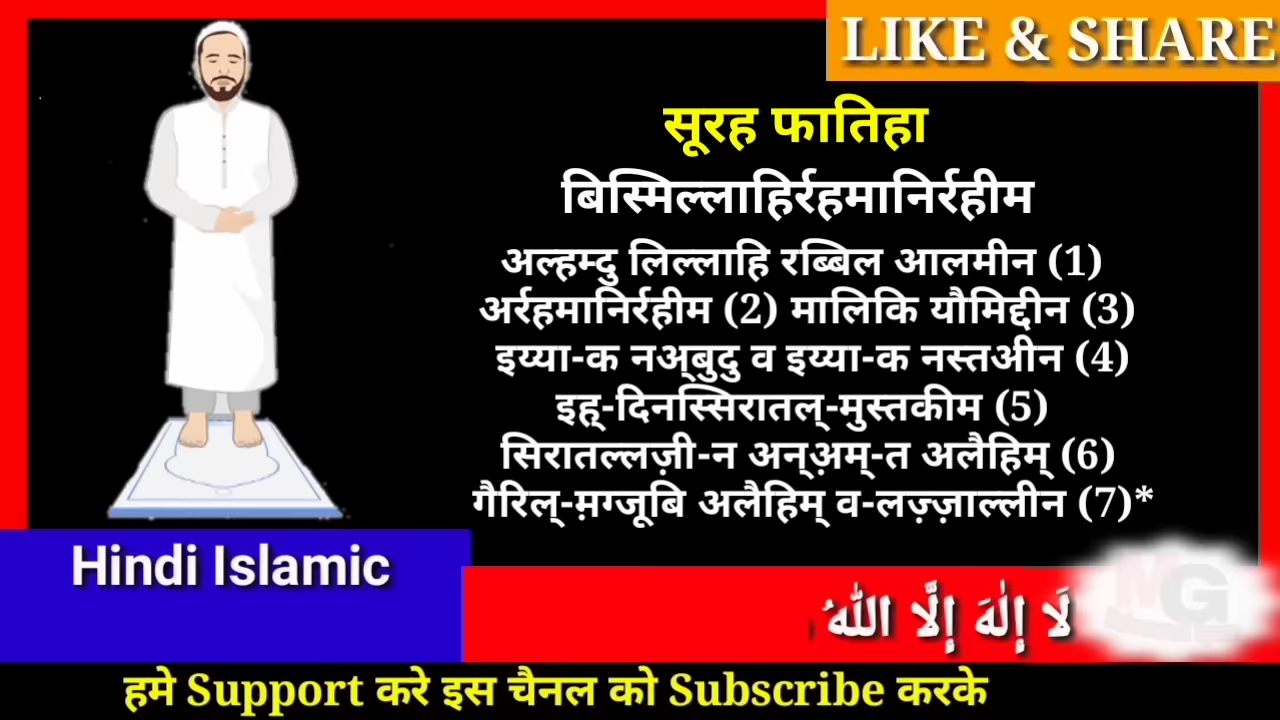 LIKE & SHARE
सूरह फातिहा
बिस्मिल्लाहिर्रहमानिर्रहीम
अल्हम्दु लिल्लाहि रब्बिल आलमीन (1)
अर्रहमानिर्रहीम (2) मालिकि यौमिद्दीन (3)
इय्या-क नअ्बुदु व इय्या-क नस्तअीन (4)
इह्-दिनस्सिरातल्-मुस्तकीम (5)
सिरातल्लज़ी-न अन्अ़म्-त अलैहिम् (6)
गैरिल्-म़ग्जूबि अलैहिम् व-लज़्ज़ाल्लीन (7)*
Hindi Islamic
لَا إِلٰهَ إِلَّا اللهُ
MG
हमे Support करे इस चैनल को Subscribe करके